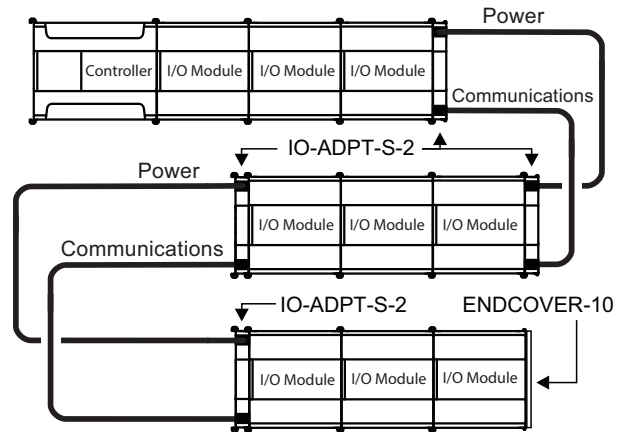 Power
Controller I/O Module I/O Module I/O Module
Communications
IO-ADPT-S-2
Power
I/O Module I/O Module I/O Module
Communications
IO-ADPT-S-2 ENDCOVER-10
I/O Module I/O Module I/O Module